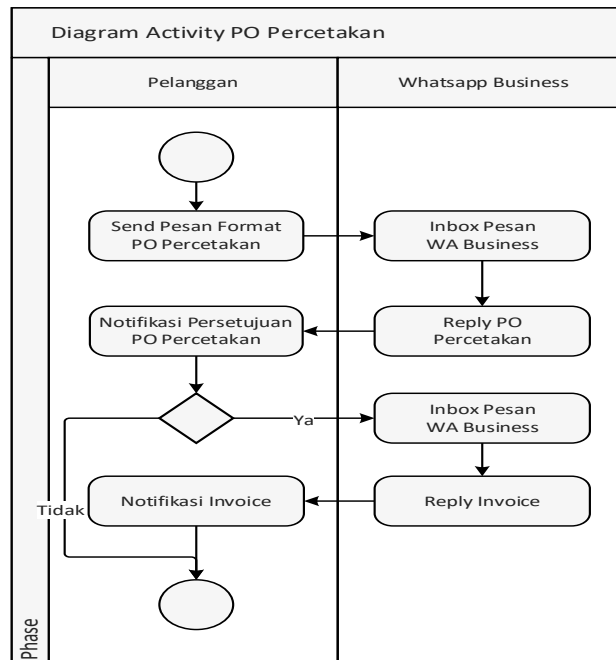 Diagram Activity PO Percetakan
Pelanggan
Whatsapp Business
Send Pesan Format
PO Percetakan
Inbox Pesan
WA Business
Notifikasi Persetujuan
PO Percetakan
Reply PO
Percetakan
Ya
Inbox Pesan
WA Business
Tidak
Notifikasi Invoice
Reply Invoice
Phase